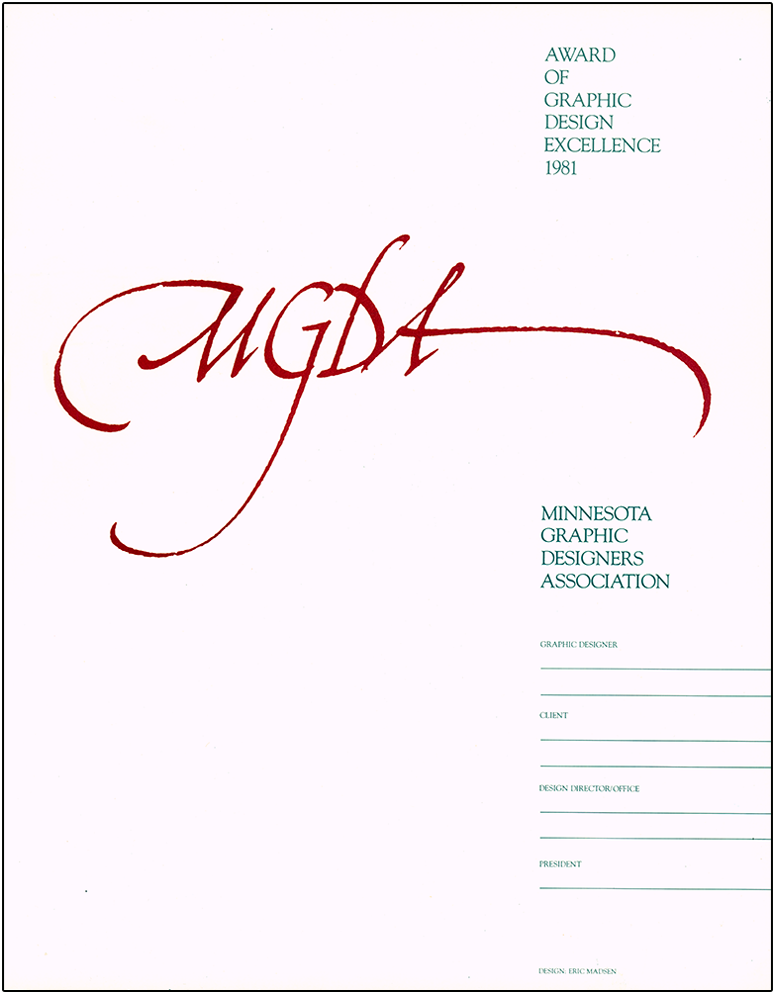 AWARD
OF
GRAPHIC
DESIGN
EXCELLENCE
1981
MGDA
MINNESOTA
GRAPHIC
DESIGNERS
ASSOCIATION
GRAPHIC DESIGNER
CLIENT
DESIGN DIRECTOR/OFFICE
PRESIDENT
DESIGN: ERIC MADSEN